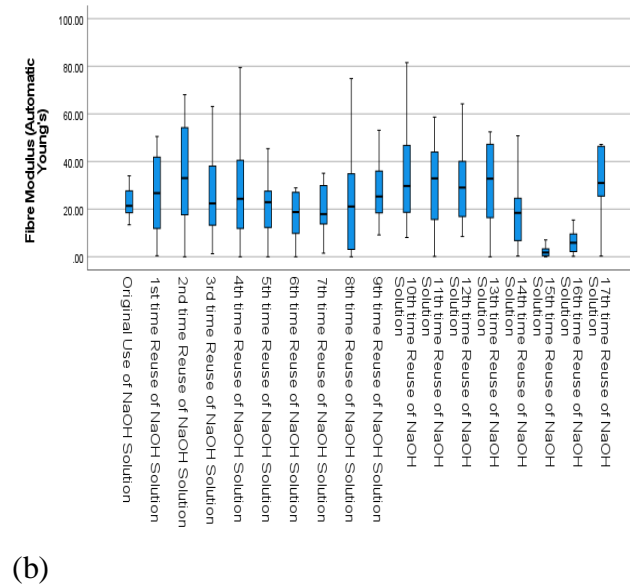 100.00
80.00
60.00
40.00
20.00
.00
Fibre Modulus (Automatic
Young's)
Original Use of NaOH Solution
1st time Reuse of NaOH Solution
2nd time Reuse of NaOH Solution
3rd time Reuse of NaOH Solution
4th time Reuse of NaOH Solution
5th time Reuse of NaOH Solution
6th time Reuse of NaOH Solution
7th time Reuse of NaOH Solution
8th time Reuse of NaOH Solution
9th time Reuse of NaOH Solution
10th time Reuse of NaOH
Solution
11th time Reuse of NaOH
Solution
12th time Reuse of NaOH
Solution
13th time Reuse of NaOH
Solution
14th time Reuse of NaOH
Solution
15th time Reuse of NaOH
Solution
16th time Reuse of NaOH
Solution
17th time Reuse of NaOH
Solution
(b)